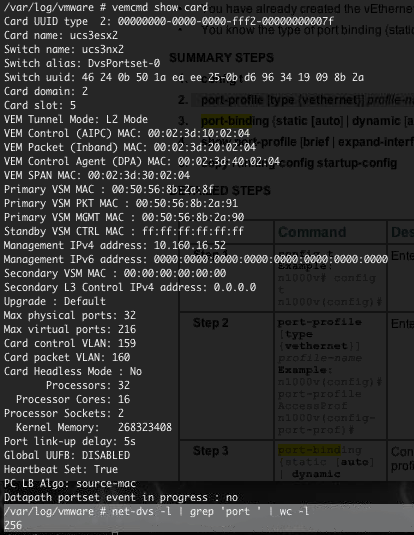 /var/log/vmware # vemcmd show card
Card UUID type  2: 00000000-0000-0000-fff2-00000000007f
Card name: ucs3esx2
Switch name: ucs3nx2
Switch alias: DvsPortset-0
Switch uuid: 46 24 0b 50 1a ea ee 25-0b d6 96 34 19 09 8b 2a
Card domain: 2
Card slot: 5
VEM Tunnel Mode: L2 Mode
VEM Control (AIPC) MAC: 00:02:3d:10:02:04
VEM Packet (Inband) MAC: 00:02:3d:20:02:04
VEM Control Agent (DPA) MAC: 00:02:3d:40:02:04
VEM SPAN MAC: 00:02:3d:30:02:04
Primary VSM MAC : 00:50:56:8b:2a:8f
Primary VSM PKT MAC : 00:50:56:8b:2a:91
Primary VSM MGMT MAC : 00:50:56:8b:2a:90
Standby VSM CTRL MAC : ff:ff:ff:ff:ff:ff
Management IPv4 address: 10.160.16.52
Management IPv6 address: 0000:0000:0000:0000:0000:0000:0000:0000
Secondary VSM MAC : 00:00:00:00:00:00
Secondary L3 Control IPv4 address: 0.0.0.0
Upgrade : Default
Max physical ports: 32
Max virtual ports: 216
Card control VLAN: 159
Card packet VLAN: 160
Card Headless Mode : No
Processors: 32
Processor Cores: 16
Processor Sockets: 2
Kernel Memory:   268323408
Port link-up delay: 5s
Global UUFB: DISABLED
Heartbeat Set: True
PC LB Algo: source-mac
Datapath portset event in progress : no
/var/log/vmware # net-dvs -l | grep 'port ' | wc -l
256
You have already created the vEtherne
You know the type of port binding (static
SUMMARY STEPS
2. port-profile [type {vethernet}] profile-na
3. port-binding {static [auto] | dynamic [a
show port-profile [brief | expand-interf
running-config startup-config
STEPS
Command
Des
Example:
n1000v# config
t
Ente
Step 2
port-profile
[type
{vethernet}]
profile-name
Example:
n1000v(config)#
port-profile
AccessProf
n1000v(config-
port-prof)#
Ente
Step 3
port-binding
{static [auto]
| dynamic
Con
profi